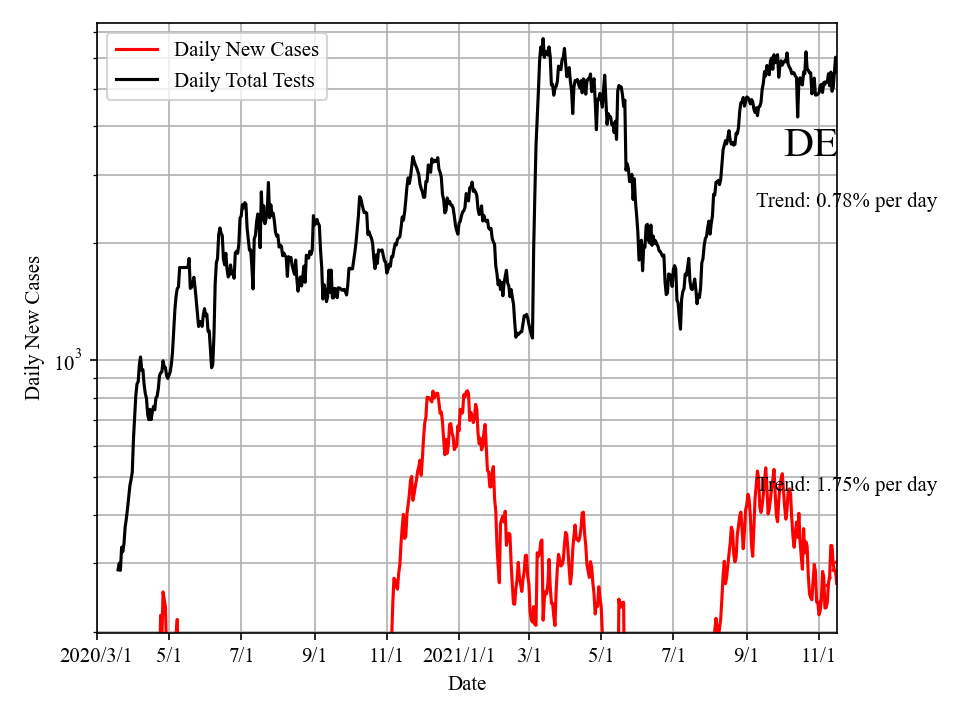 Daily New Cases
Daily Total Tests
DE
Trend: 0.78% per day
Trend: 1.75% per day
Daily New Cases
10^3
2020/3/1 5/1 7/1 9/1 11/1 2021/1/1 3/1 5/1 7/1 9/1 11/1
Date